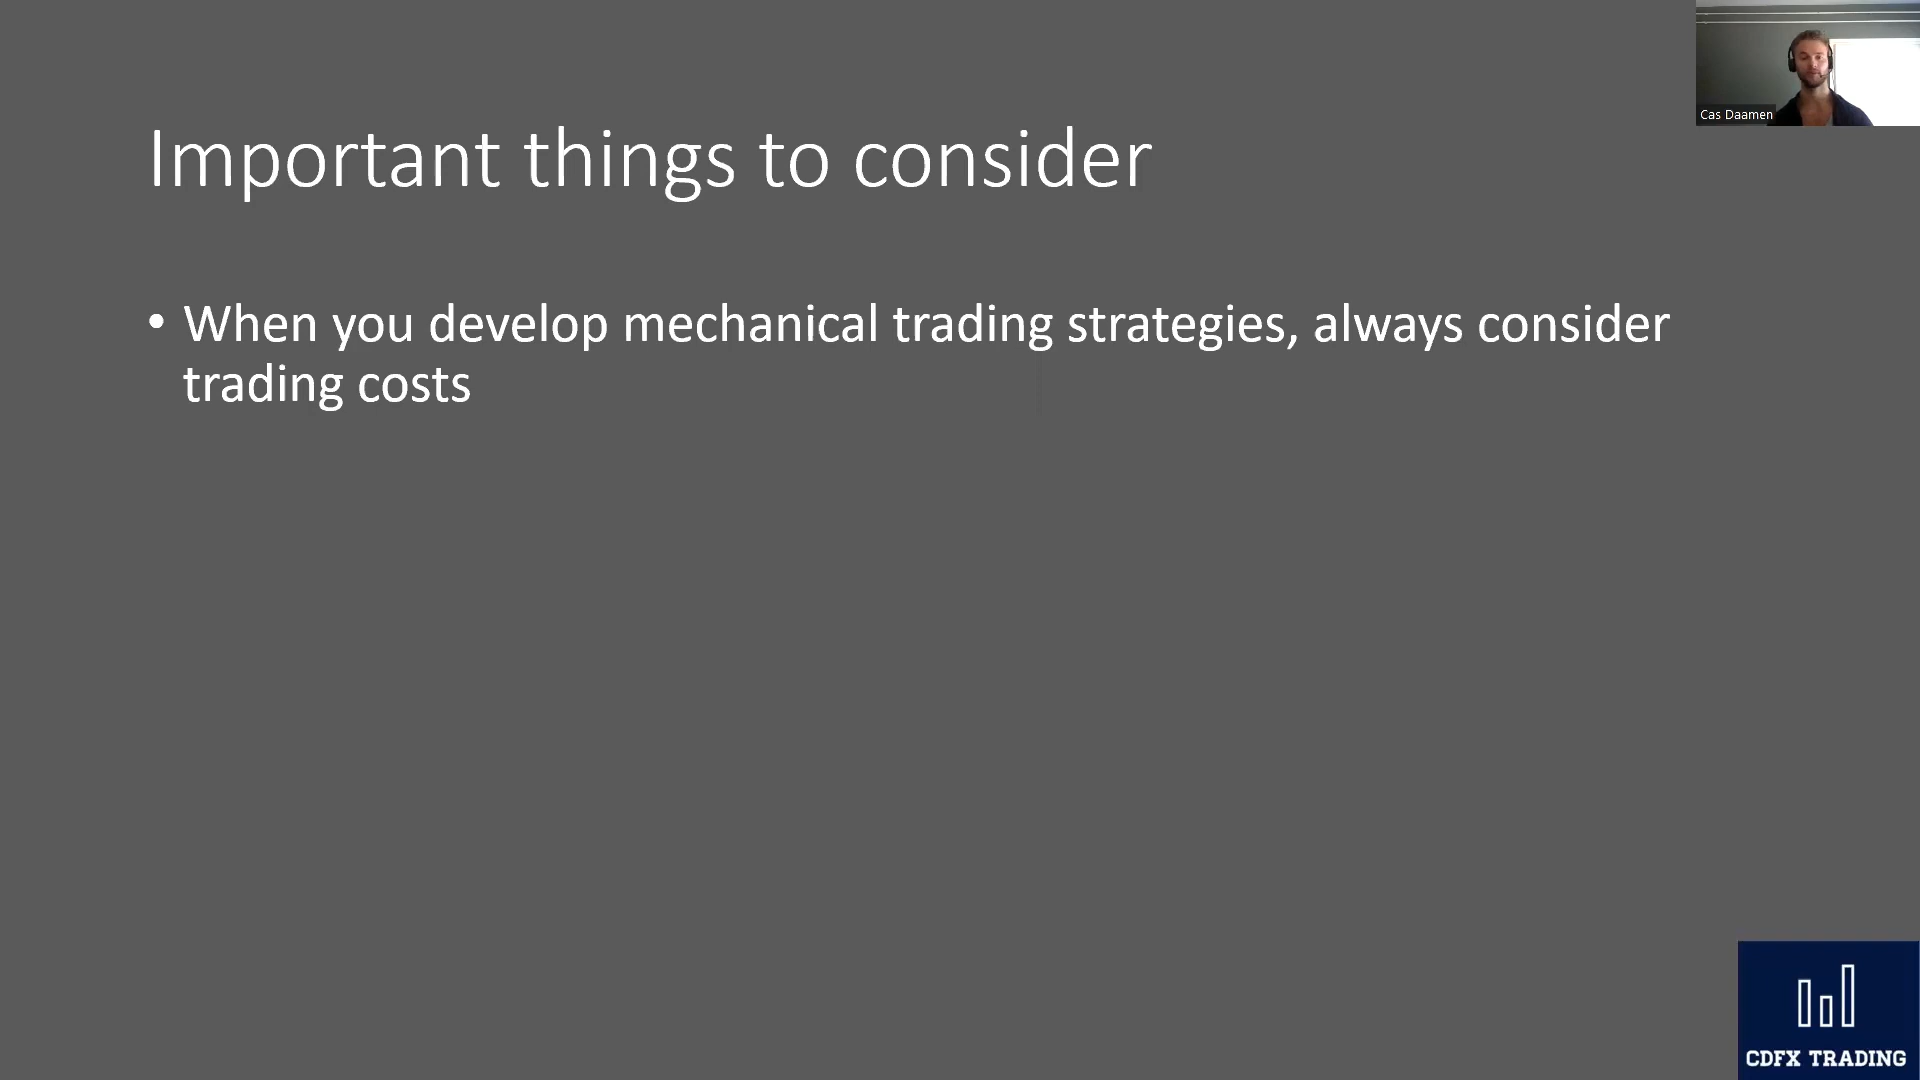 Cas Daamen
Important things to consider
• When you develop mechanical trading strategies, always consider
trading costs
CDFX TRADING